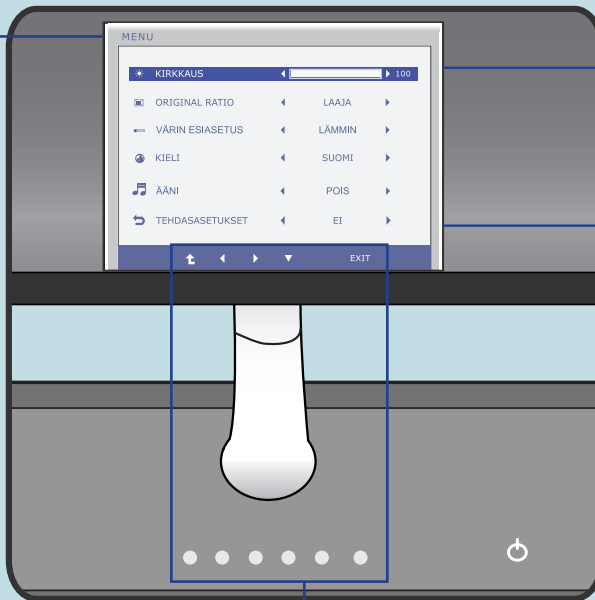 MENU
KIRKKAUS 100
ORIGINAL RATIO LAAJA
VÄRIN ESIASETUS LÄMMIN
KIELI SUOMI
ÄÄNI POIS
TEHDASASETUKSET EI
EXIT